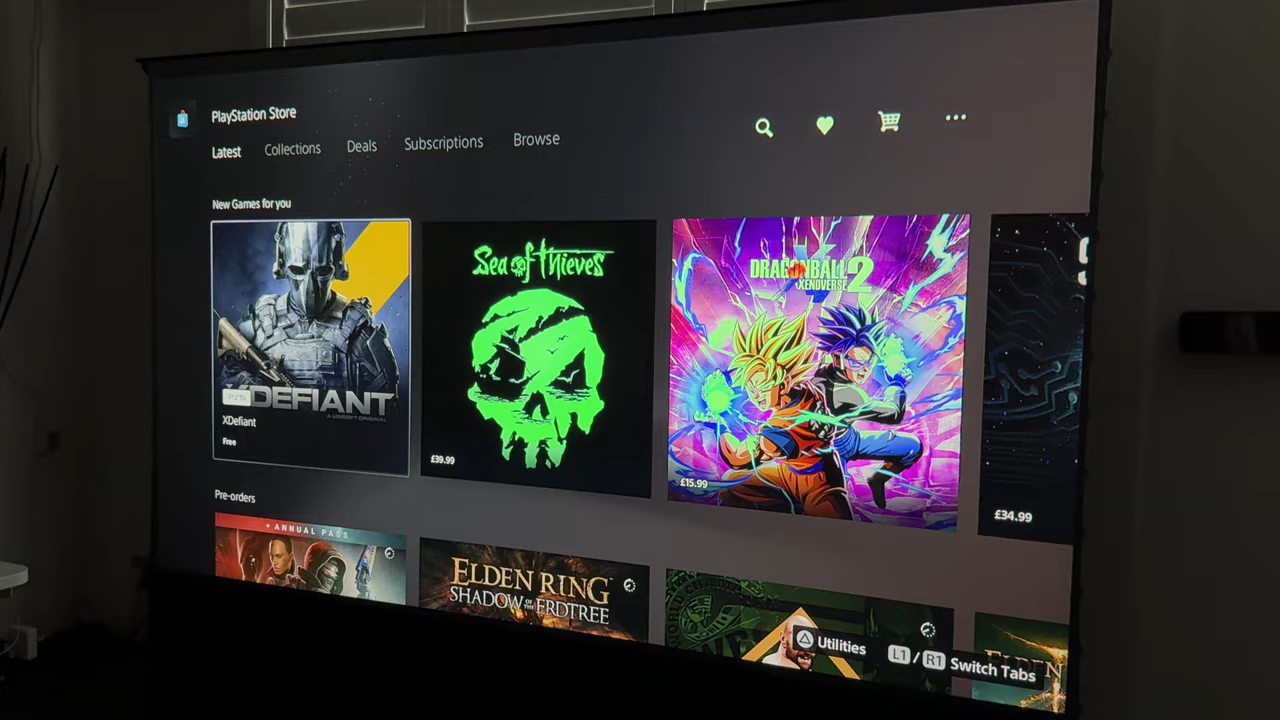 PlayStation Store
Latest Collections Deals Subscriptions Browse
New Games for you
PS5
XDEFIANT
A UBISOFT ORIGINAL
XDefiant
Free
Sea of Thieves
£39.99
DRAGONBALL
XENOVERSE 2
£15.99
£34.99
Pre-orders
+ ANNUAL PASS
ELDEN RING
SHADOW OF THE ERDTREE
ELDEN
Utilities L1 / R1 Switch Tabs